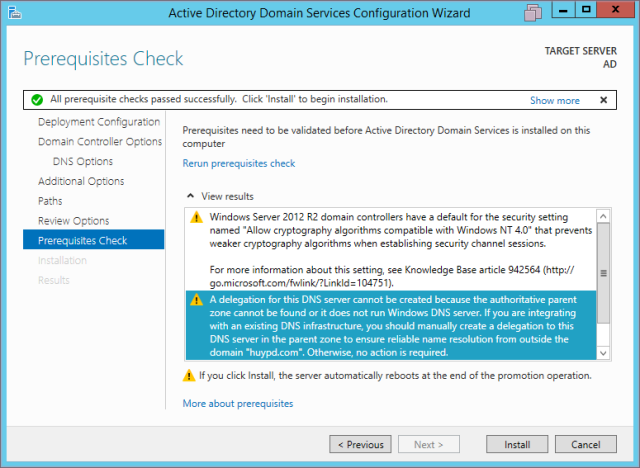 Active Directory Domain Services Configuration Wizard
Prerequisites Check
TARGET SERVER
AD
All prerequisite checks passed successfully. Click 'Install' to begin installation.
Show more
Deployment Configuration
Domain Controller Options
DNS Options
Additional Options
Paths
Review Options
Prerequisites Check
Installation
Results
Prerequisites need to be validated before Active Directory Domain Services is installed on this
computer
Rerun prerequisites check
View results
Windows Server 2012 R2 domain controllers have a default for the security setting
named "Allow cryptography algorithms compatible with Windows NT 4.0" that prevents
weaker cryptography algorithms when establishing security channel sessions.
For more information about this setting, see Knowledge Base article 942564 (http://
go.microsoft.com/fwlink/?LinkId=104751).
A delegation for this DNS server cannot be created because the authoritative parent
zone cannot be found or it does not run Windows DNS server. If you are integrating
with an existing DNS infrastructure, you should manually create a delegation to this
DNS server in the parent zone to ensure reliable name resolution from outside the
domain "huypd.com". Otherwise, no action is required.
If you click Install, the server automatically reboots at the end of the promotion operation.
More about prerequisites
< Previous
Next >
Install
Cancel